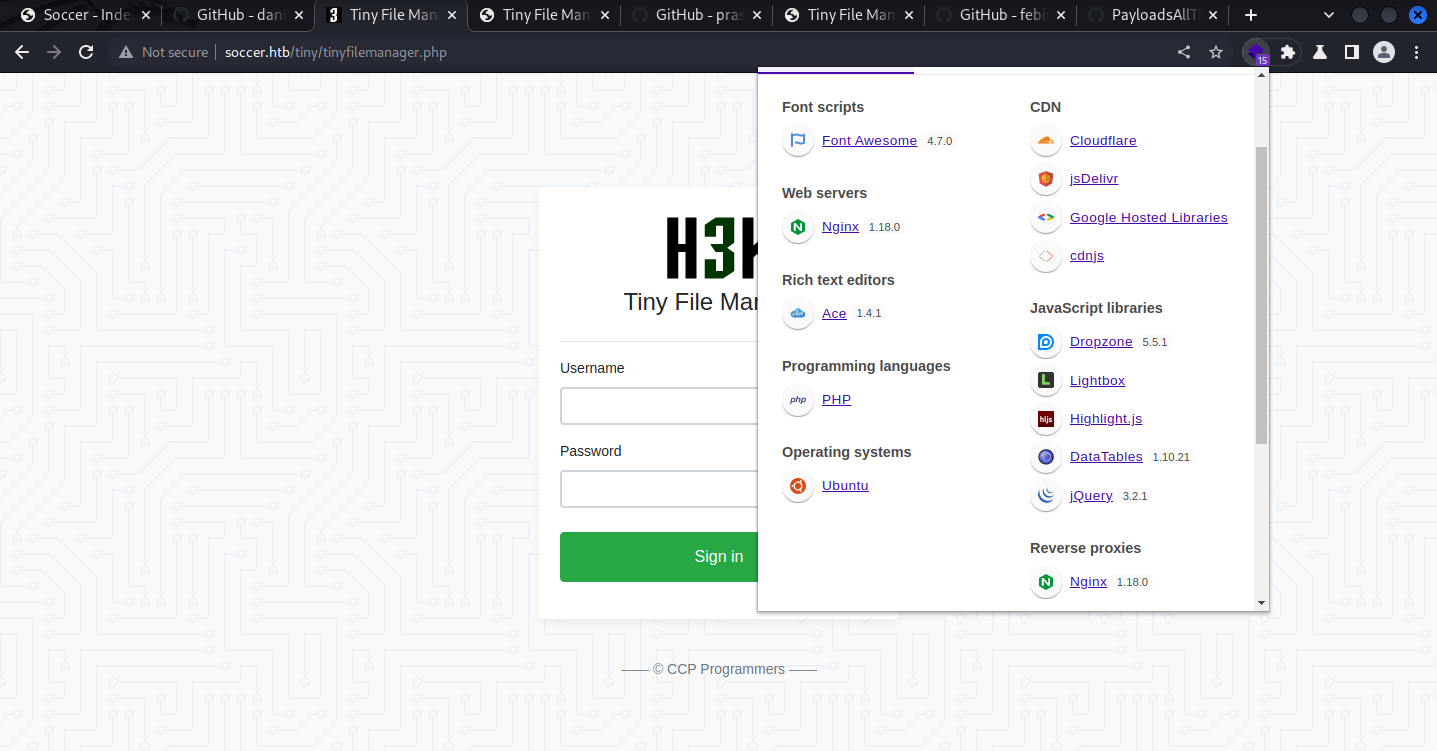 Soccer - Inde
GitHub - dani
Tiny File Man
Tiny File Man
GitHub - pras
Tiny File Man
GitHub - febi
PayloadsAllT
Not secure
soccer.htb/tiny/tinyfilemanager.php
15
H3K
Tiny File Man
Username
Password
Sign in
—— © CCP Programmers ——
Font scripts
Font Awesome 4.7.0
Web servers
Nginx 1.18.0
Rich text editors
Ace 1.4.1
Programming languages
php PHP
Operating systems
Ubuntu
CDN
Cloudflare
jsDelivr
Google Hosted Libraries
cdnjs
JavaScript libraries
Dropzone 5.5.1
Lightbox
hljs Highlight.js
DataTables 1.10.21
jQuery 3.2.1
Reverse proxies
Nginx 1.18.0